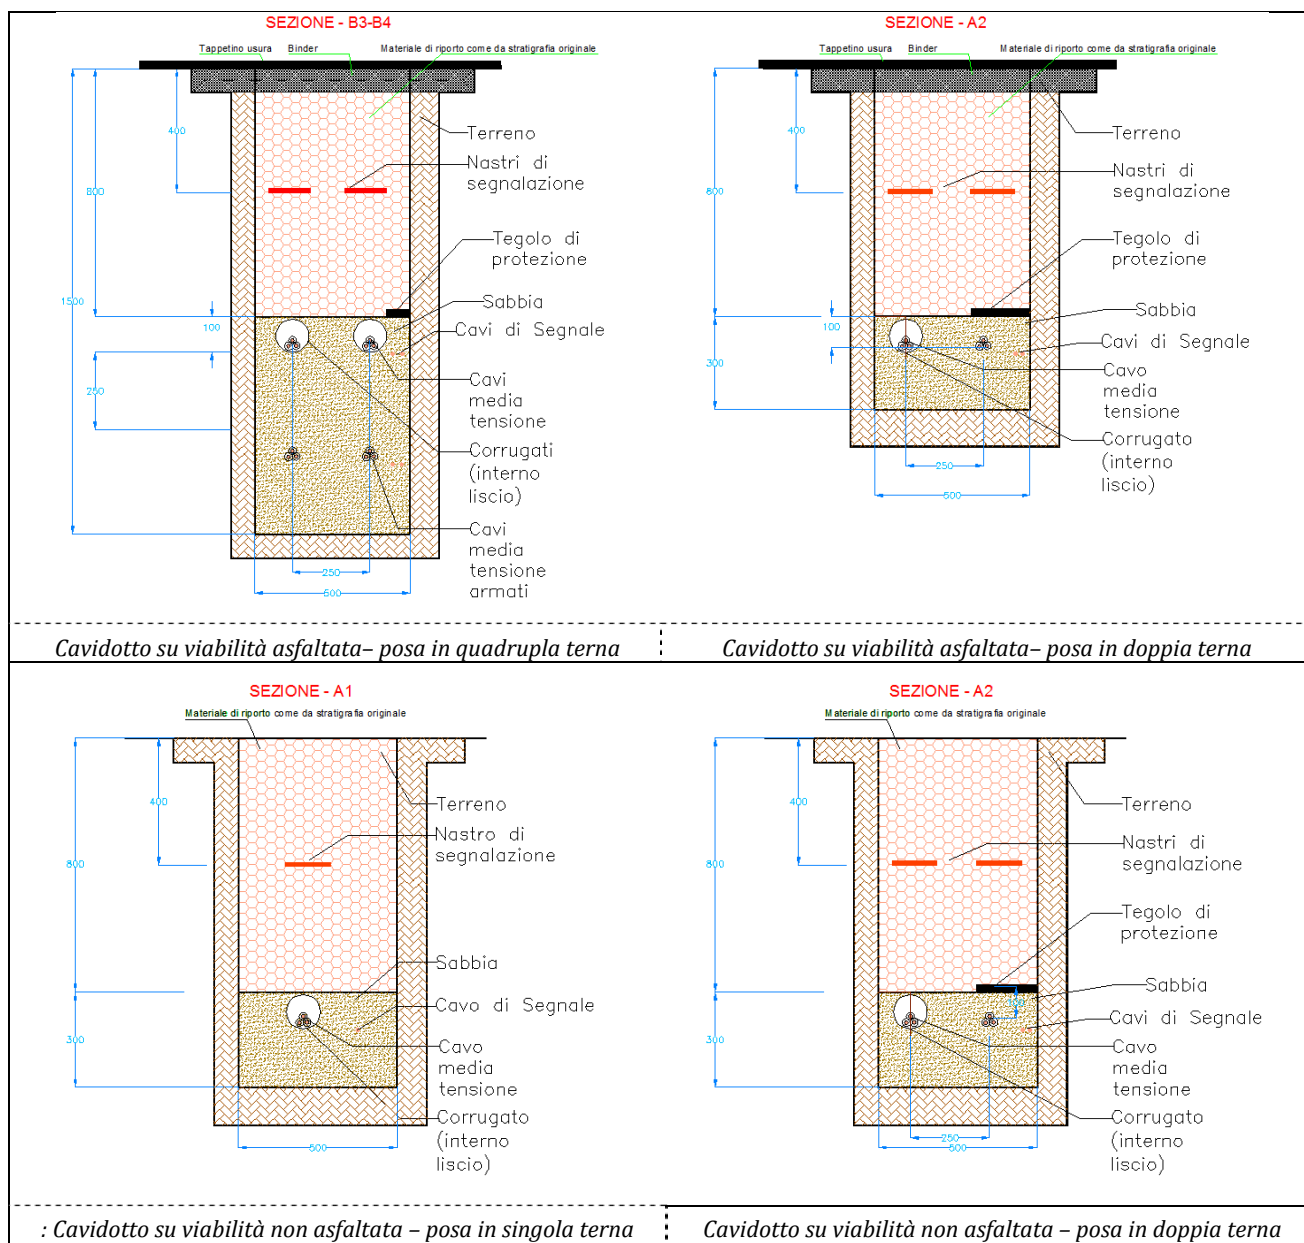 SEZIONE - B3-B4
Tappetino usura
Binder
Materiale di riporto come da stratigrafia originale
400
800
1500
100
250
250
500
Terreno
Nastri di
segnalazione
Tegolo di
protezione
Sabbia
Cavi di Segnale
Cavi
media
tensione
Corrugati
(interno
liscio)
Cavi
media
tensione
armati
Cavidotto su viabilità asfaltata– posa in quadrupla terna
SEZIONE - A2
Tappetino usura
Binder
Materiale di riporto come da stratigrafia originale
400
800
100
300
250
500
Terreno
Nastri di
segnalazione
Tegolo di
protezione
Sabbia
Cavi di Segnale
Cavo
media
tensione
Corrugato
(interno
liscio)
Cavidotto su viabilità asfaltata– posa in doppia terna
SEZIONE - A1
Materiale di riporto come da stratigrafia originale
400
800
300
500
Terreno
Nastro di
segnalazione
Sabbia
Cavo di Segnale
Cavo
media
tensione
Corrugato
(interno
liscio)
: Cavidotto su viabilità non asfaltata – posa in singola terna
SEZIONE - A2
Materiale di riporto come da stratigrafia originale
400
800
300
250
500
Terreno
Nastri di
segnalazione
Tegolo di
protezione
Sabbia
Cavi di Segnale
Cavo
media
tensione
Corrugato
(interno
liscio)
Cavidotto su viabilità non asfaltata – posa in doppia terna